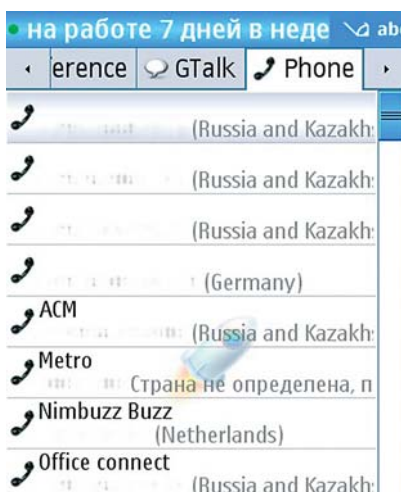 на работе 7 дней в неде
erence GTalk Phone
(Russia and Kazakh
(Russia and Kazakh
(Russia and Kazakh
(Germany)
ACM
(Russia and Kazakh
Metro
Страна не определена, п
Nimbuzz Buzz
(Netherlands)
Office connect
(Russia and Kazakh